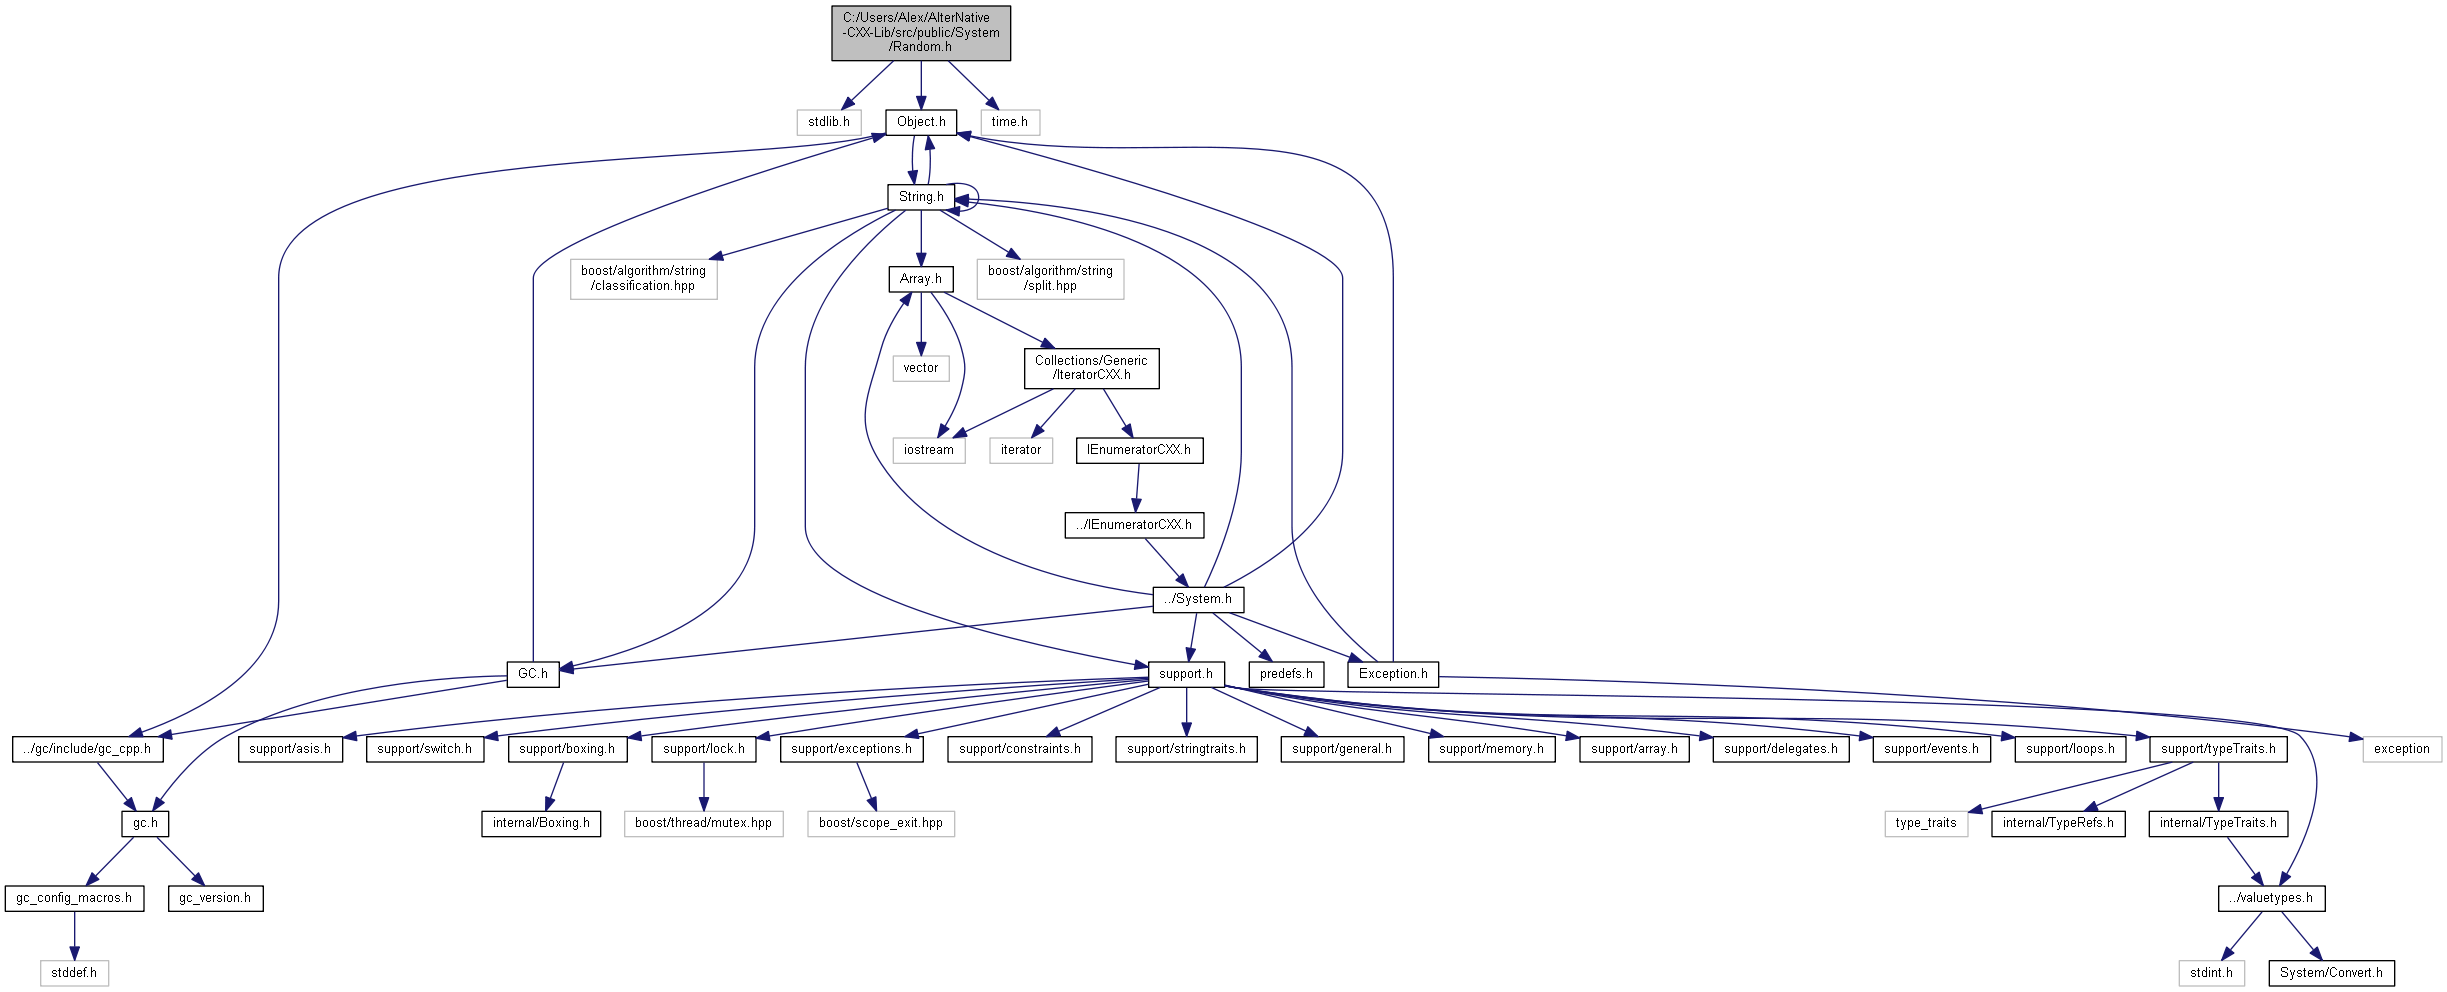 C:/Users/Alex/AlterNative
-CXX-Lib/src/public/System
/Random.h
stdlib.h
Object.h
time.h
String.h
boost/algorithm/string
/classification.hpp
Array.h
boost/algorithm/string
/split.hpp
vector
Collections/Generic
/IteratorCXX.h
iostream
iterator
IEnumeratorCXX.h
../IEnumeratorCXX.h
../System.h
GC.h
support.h
predefs.h
Exception.h
../gc/include/gc_cpp.h
support/asis.h
support/switch.h
support/boxing.h
support/lock.h
support/exceptions.h
support/constraints.h
support/stringtraits.h
support/general.h
support/memory.h
support/array.h
support/delegates.h
support/events.h
support/loops.h
support/typeTraits.h
exception
gc.h
internal/Boxing.h
boost/thread/mutex.hpp
boost/scope_exit.hpp
type_traits
internal/TypeRefs.h
internal/TypeTraits.h
gc_config_macros.h
gc_version.h
../valuetypes.h
stddef.h
stdint.h
System/Convert.h